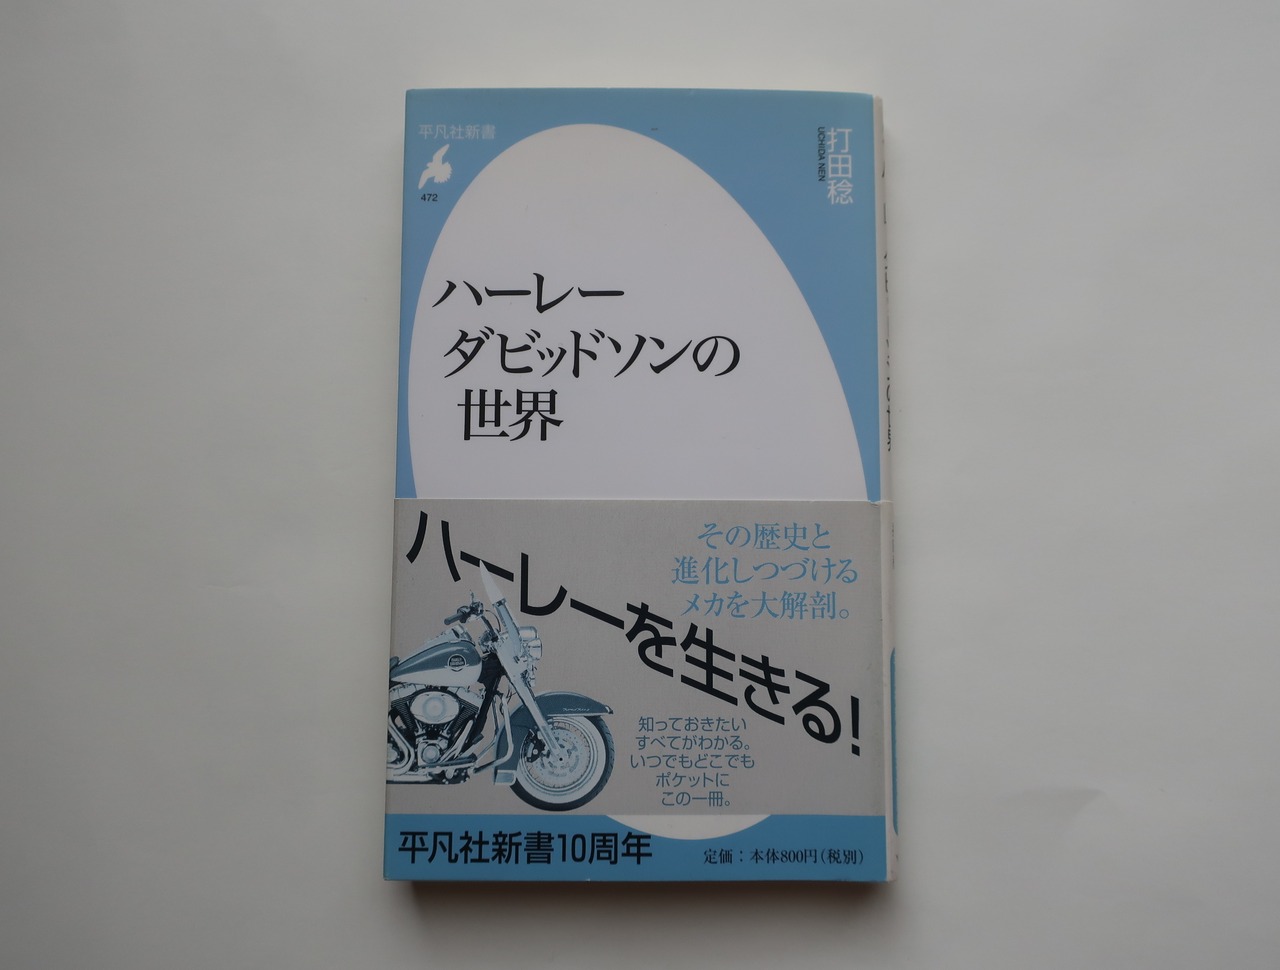 平凡社新書
472
打田稔
UCHIDA NEN
ハーレー
ダビッドソンの
世界
その歴史と
進化しつづける
メカを大解剖。
ハーレーを生きる!
知っておきたい
すべてがわかる。
いつでもどこでも
ポケットに
この一冊。
平凡社新書10周年
定価：本体800円(税別)